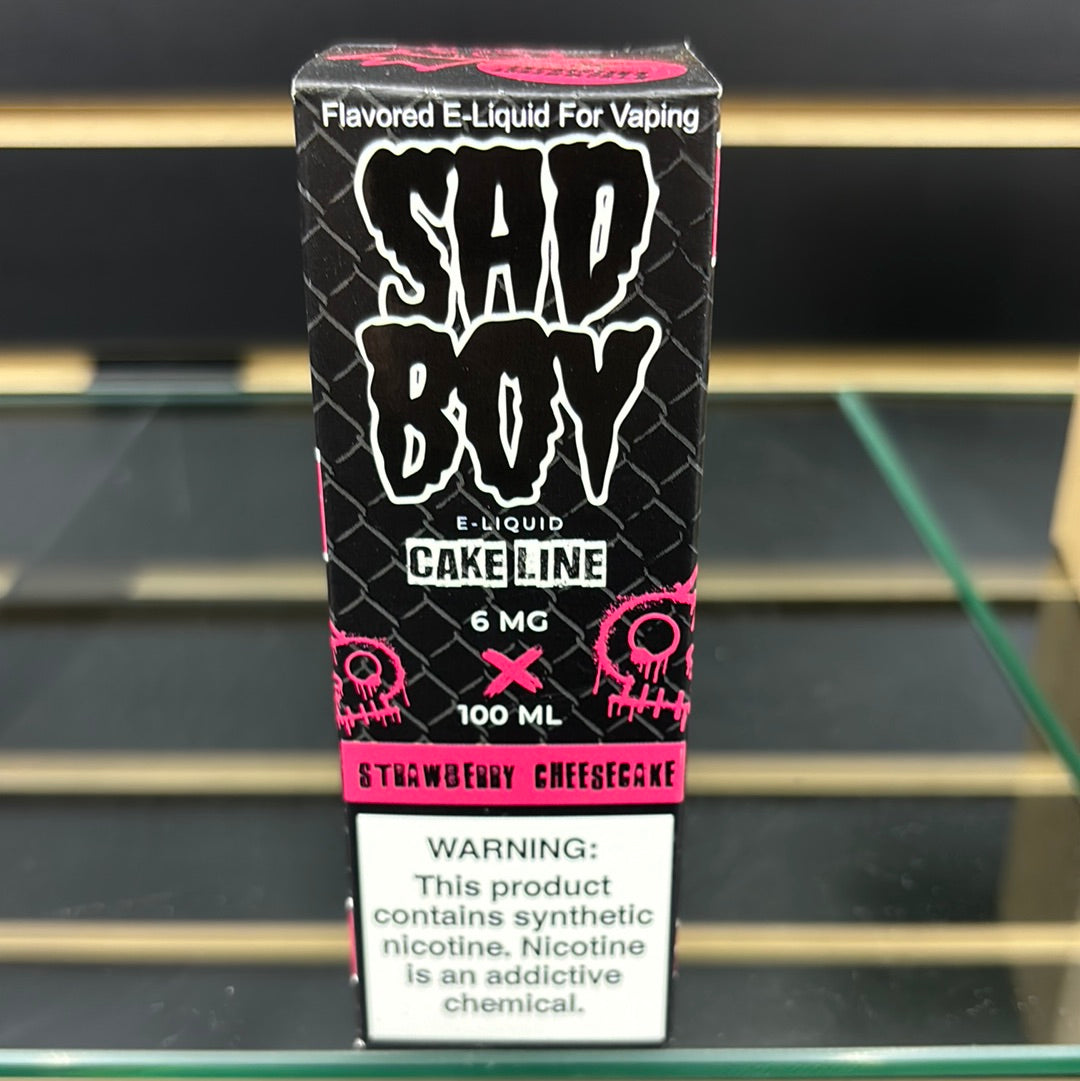 Flavored E-Liquid For Vaping
SAD
BOY
E-LIQUID
CAKE LINE
6 MG
X
100 ML
STRAWBERRY CHEESECAKE
WARNING:
This product
contains synthetic
nicotine. Nicotine
is an addictive
chemical.